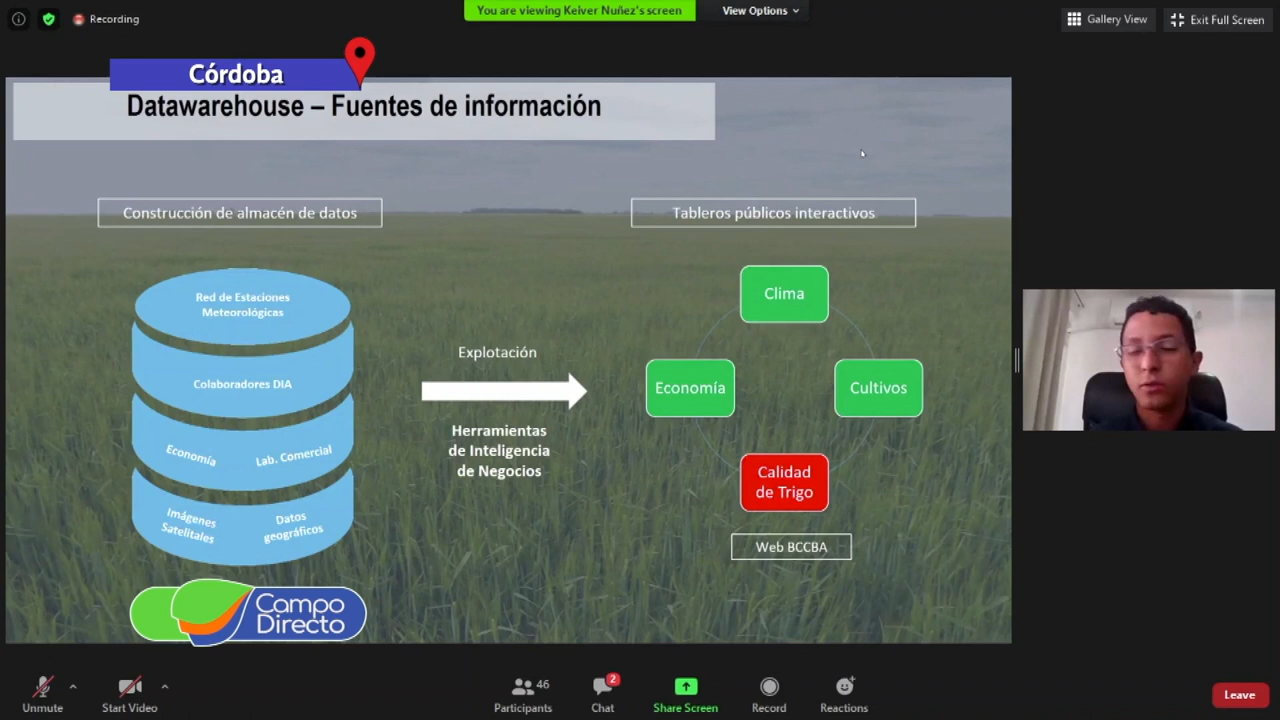 Recording
You are viewing Keiver Nuñez's screen
View Options
Gallery View
Exit Full Screen
Córdoba
Datawarehouse – Fuentes de información
Construcción de almacén de datos
Tableros públicos interactivos
Red de Estaciones
Meteorológicas
Colaboradores DIA
Economía
Lab. Comercial
Imágenes
Satelitales
Datos
geográficos
Explotación
Herramientas
de Inteligencia
de Negocios
Clima
Economía
Cultivos
Calidad
de Trigo
Web BCCBA
Campo
Directo
Unmute
Start Video
46
Participants
2
Chat
Share Screen
Record
Reactions
Leave